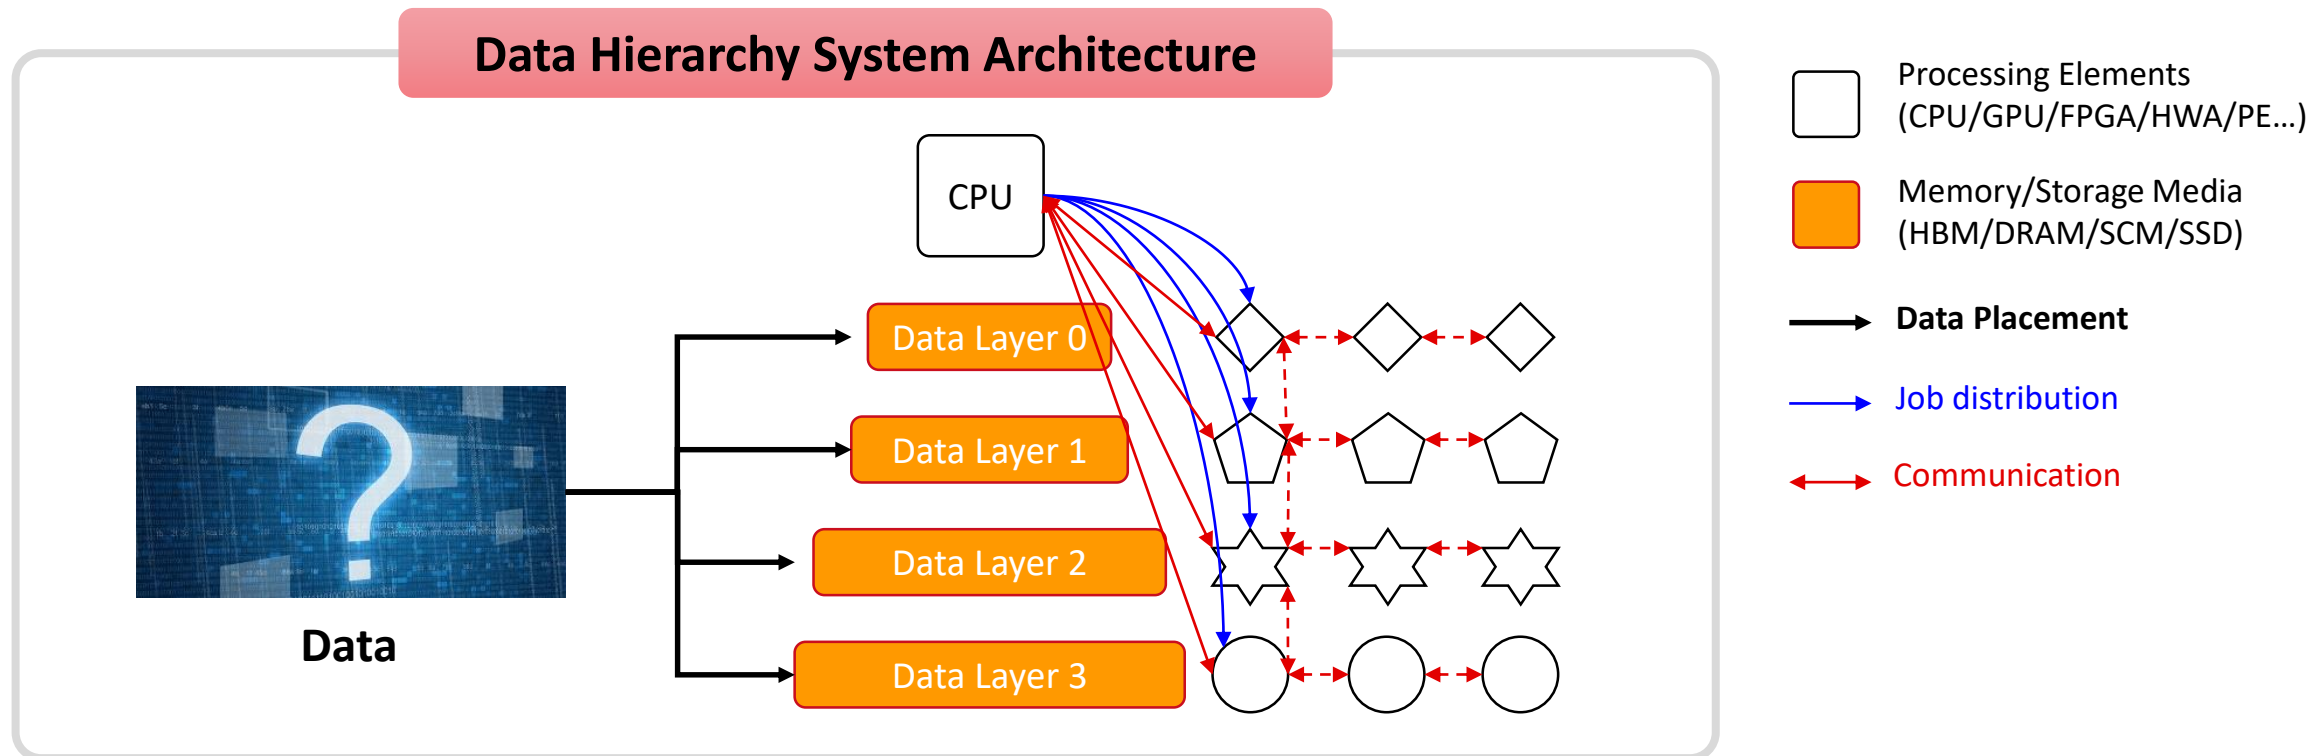 Data Hierarchy System Architecture
CPU
Data Layer 0
Data Layer 1
Data Layer 2
Data Layer 3
Data
Processing Elements
(CPU/GPU/FPGA/HWA/PE...)
Memory/Storage Media
(HBM/DRAM/SCM/SSD)
Data Placement
Job distribution
Communication